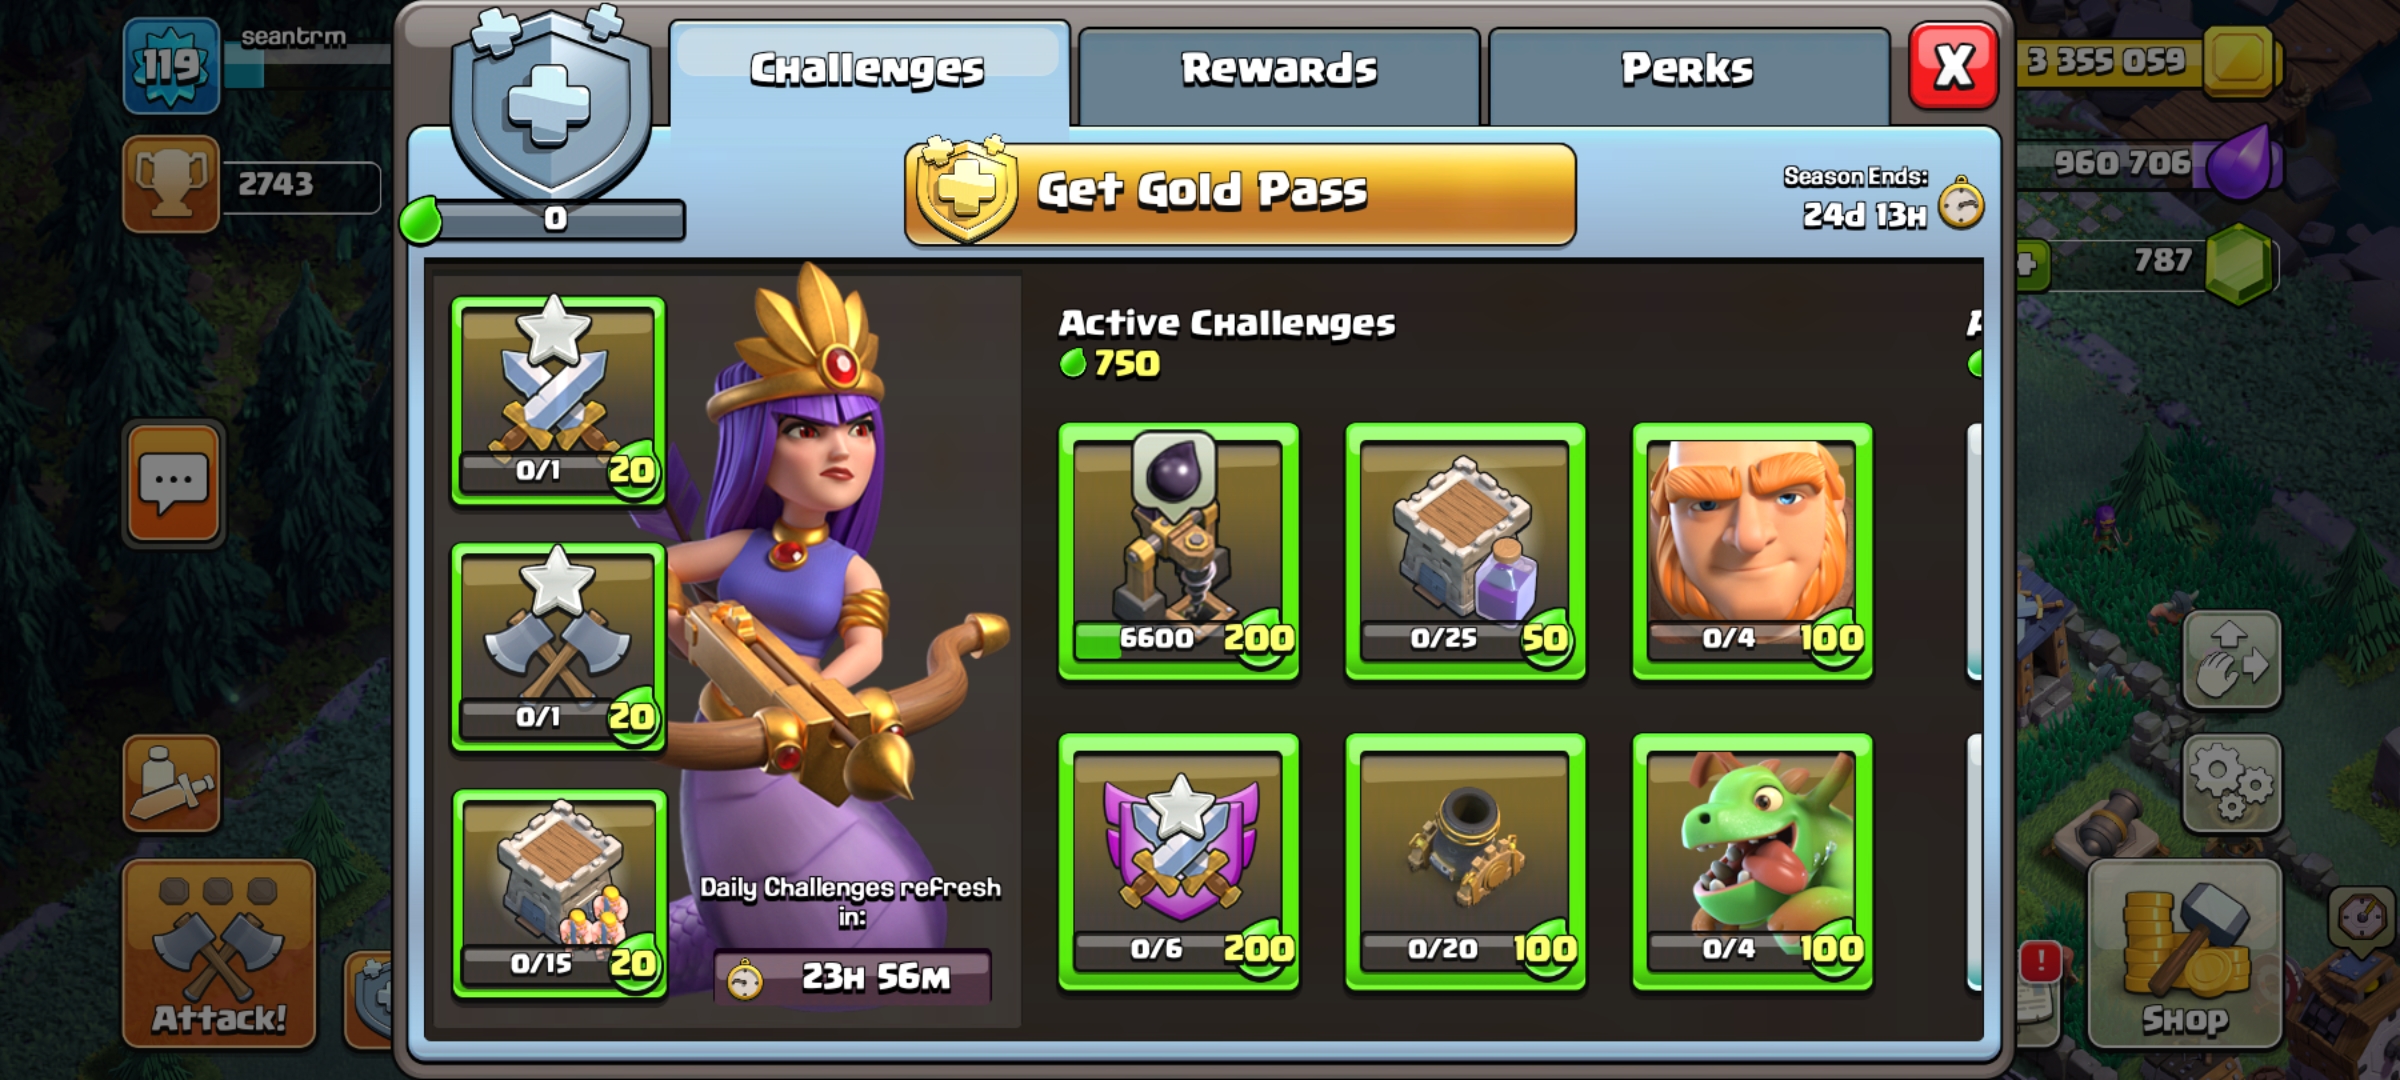 119
seantrm
2743
Challenges
Rewards
Perks
X
3 355 059
960 706
787
0
Get Gold Pass
Season Ends:
24d 13H
0/1
20
0/1
20
0/15
20
Daily Challenges refresh
in:
23H 56M
Active Challenges
750
6600
200
0/25
50
0/4
100
0/6
200
0/20
100
0/4
100
Attack!
!
Shop